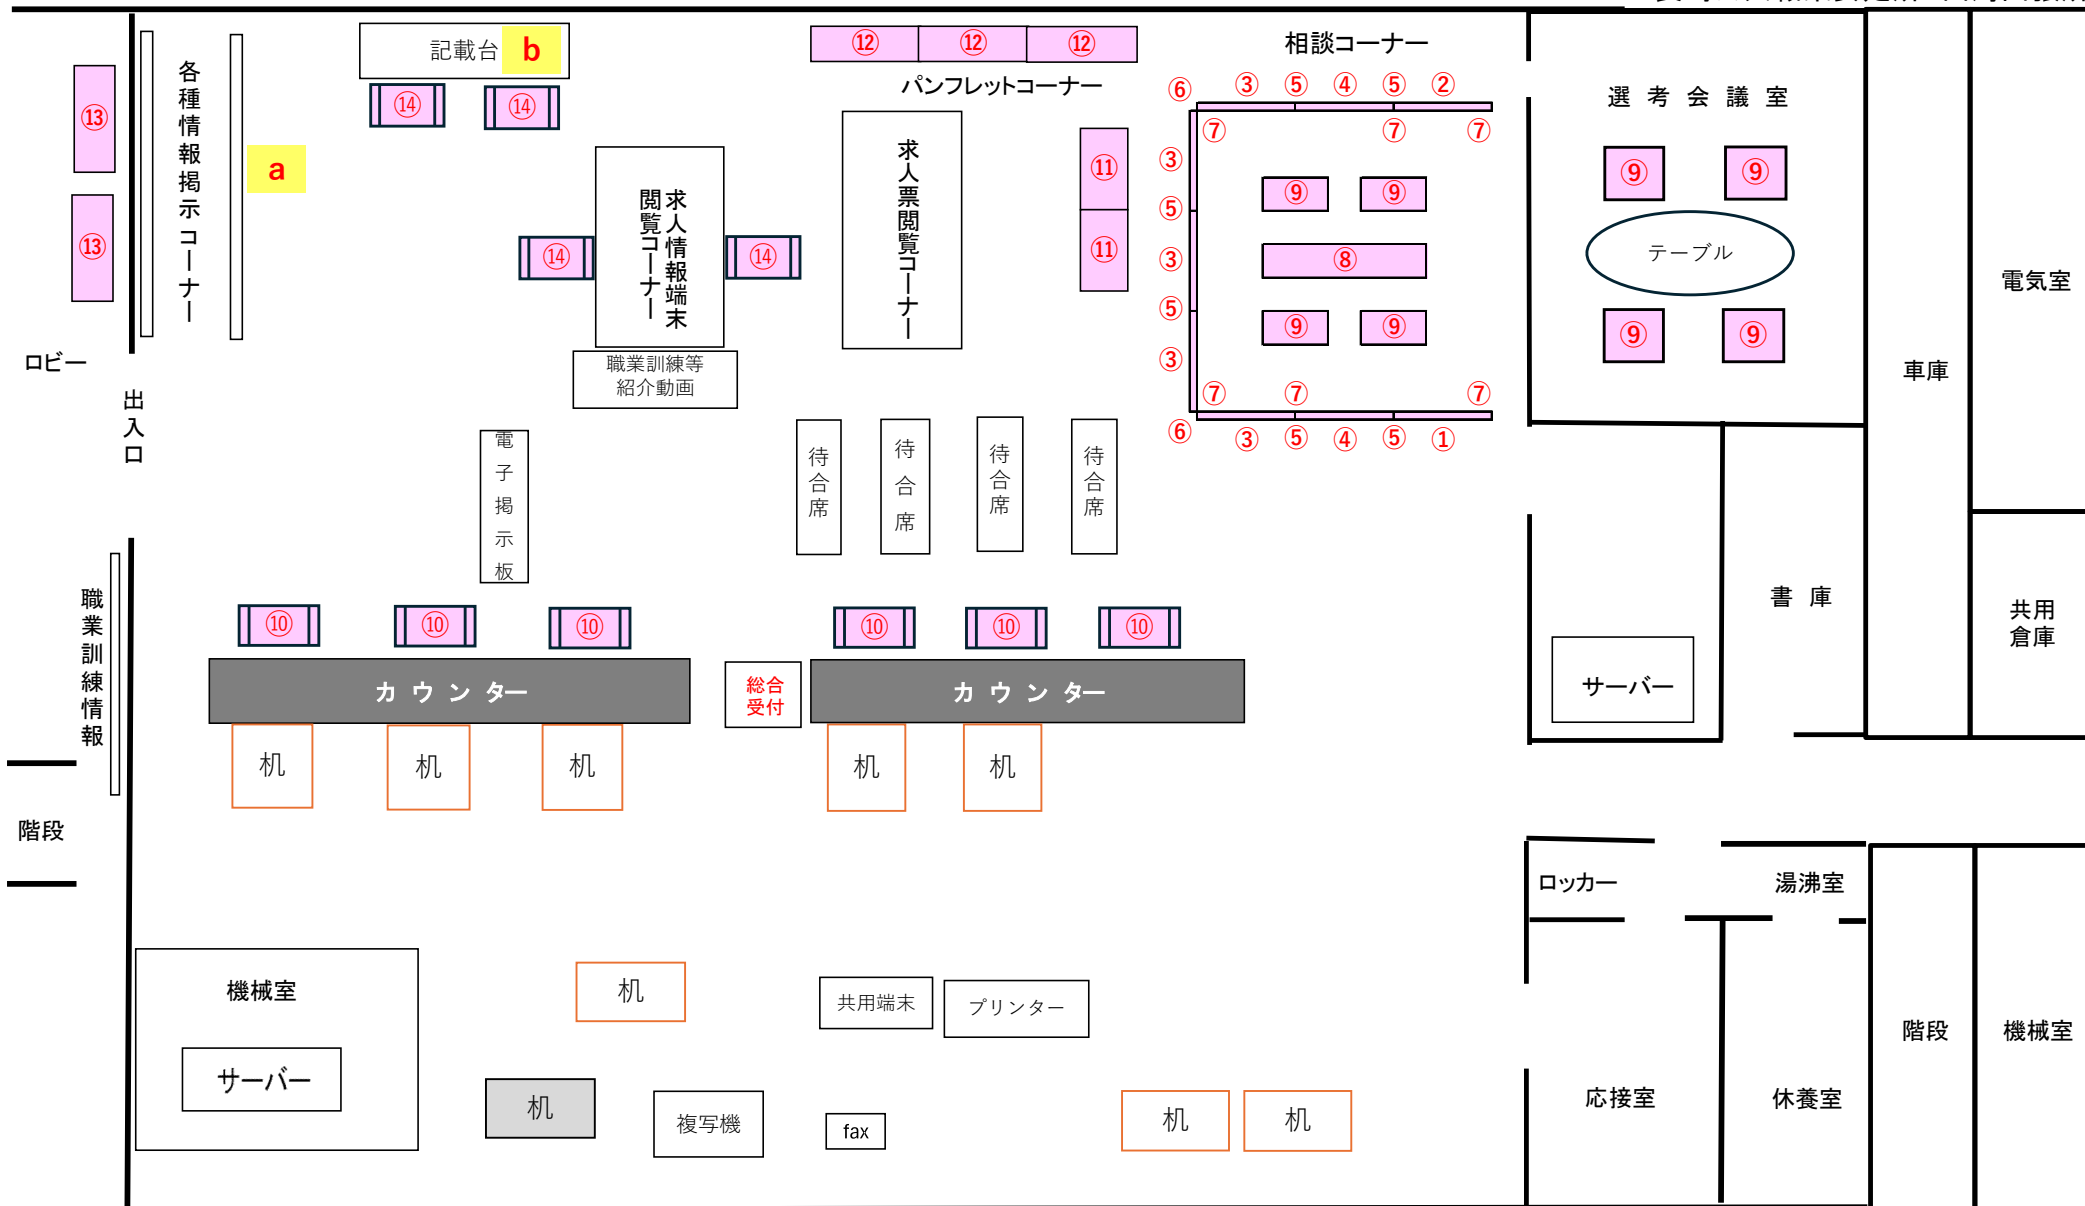 記載台
b
⑫
⑫
⑫
パンフレットコーナー
相談コーナー
各種情報掲示コーナー
a
⑬
⑬
⑭
⑭
求人情報端末
閲覧コーナー
⑭
⑭
職業訓練等
紹介動画
求人票閲覧コーナー
⑪
⑪
⑥
③
⑤
④
⑤
②
⑦
⑦
⑦
③
⑤
③
⑤
③
⑨
⑨
⑧
⑨
⑨
⑦
⑦
⑦
⑥
③
⑤
④
⑤
①
選考会議室
⑨
⑨
テーブル
⑨
⑨
電気室
車庫
ロビー
出入口
電子掲示板
待合席
待合席
待合席
待合席
書庫
共用
倉庫
サーバー
職業訓練情報
⑩
⑩
⑩
⑩
⑩
⑩
カウンター
総合
受付
カウンター
机
机
机
机
机
階段
ロッカー
湯沸室
機械室
サーバー
机
共用端末
プリンター
机
複写機
fax
机
机
応接室
休養室
階段
機械室